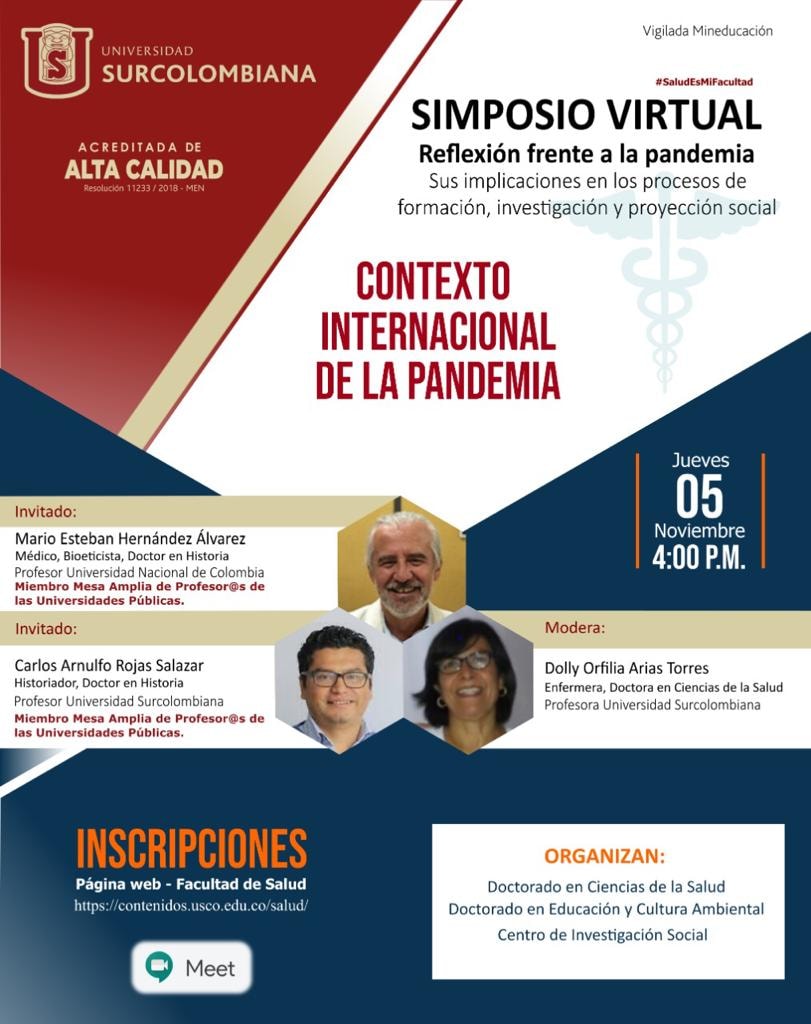 UNIVERSIDAD
SURCOLOMBIANA
ACREDITADA DE
ALTA CALIDAD
Resolución 11233 / 2018 - MEN
Vigilada Mineducación
#SaludEsMiFacultad
SIMPOSIO VIRTUAL
Reflexión frente a la pandemia
Sus implicaciones en los procesos de
formación, investigación y proyección social
CONTEXTO
INTERNACIONAL
DE LA PANDEMIA
Jueves
05
Noviembre
4:00 P.M.
Invitado:
Mario Esteban Hernández Álvarez
Médico, Bioeticista, Doctor en Historia
Profesor Universidad Nacional de Colombia
Miembro Mesa Amplia de Profesor@s de
las Universidades Públicas.
Invitado:
Carlos Arnulfo Rojas Salazar
Historiador, Doctor en Historia
Profesor Universidad Surcolombiana
Miembro Mesa Amplia de Profesor@s de
las Universidades Públicas.
Modera:
Dolly Orfilia Arias Torres
Enfermera, Doctora en Ciencias de la Salud
Profesora Universidad Surcolombiana
INSCRIPCIONES
Página web - Facultad de Salud
https://contenidos.usco.edu.co/salud/
Meet
ORGANIZAN:
Doctorado en Ciencias de la Salud
Doctorado en Educación y Cultura Ambiental
Centro de Investigación Social